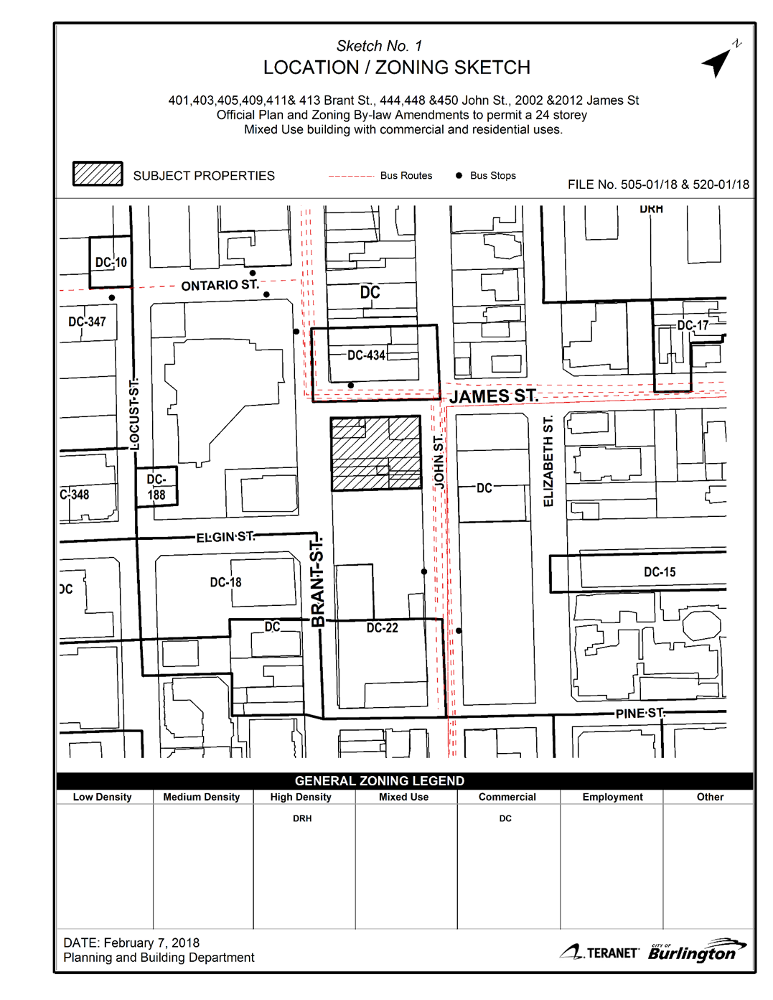 Sketch No. 1
LOCATION / ZONING SKETCH
N
401,403,405,409,411& 413 Brant St., 444,448 &450 John St., 2002 &2012 James St
Official Plan and Zoning By-law Amendments to permit a 24 storey
Mixed Use building with commercial and residential uses.
SUBJECT PROPERTIES
Bus Routes
Bus Stops
FILE No. 505-01/18 & 520-01/18
DRH
DC-10
ONTARIO ST.
DC
DC-347
DC-17
DC-434
LOCUST ST.
JAMES ST.
JOHN ST.
ELIZABETH ST.
DC-
188
C-348
DC
ELGIN ST.
BRANT ST.
DC-15
DC-18
DC
DC
DC-22
PINE ST.
GENERAL ZONING LEGEND
Low Density Medium Density High Density Mixed Use Commercial Employment Other
DRH DC
DATE: February 7, 2018
Planning and Building Department
TERANET
CITY OF
Burlington